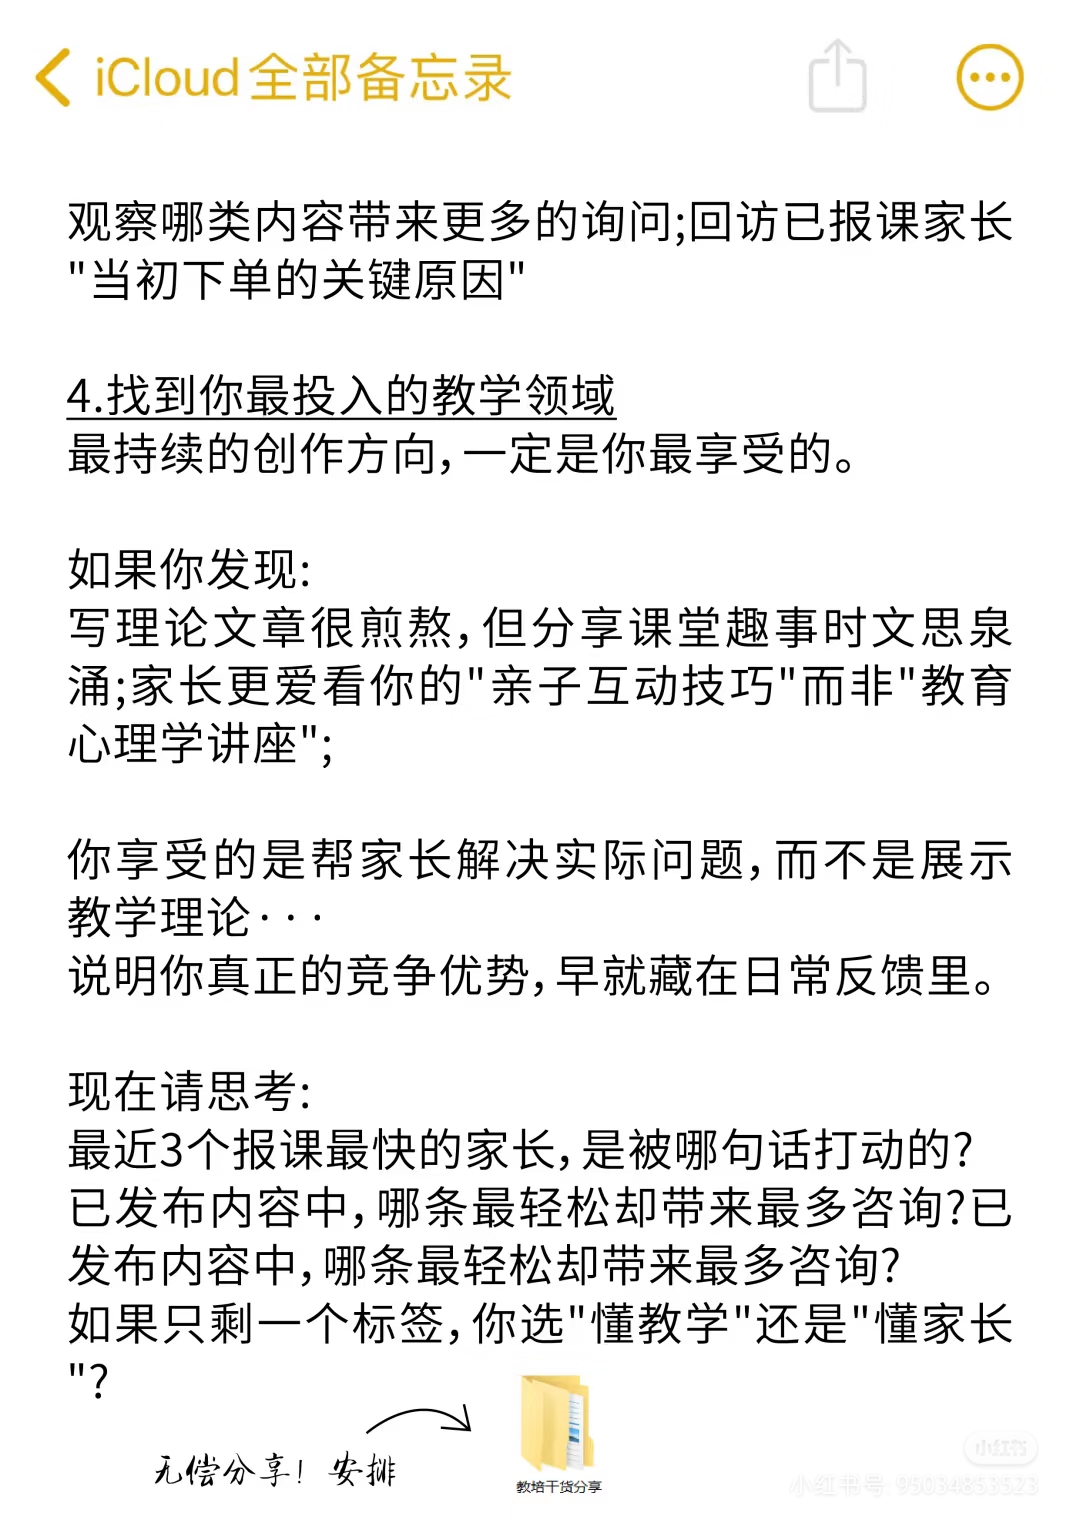 iCloud全部备忘录
观察哪类内容带来更多的询问;回访已报课家长
"当初下单的关键原因"
4.找到你最投入的教学领域
最持续的创作方向，一定是你最享受的。
如果你发现:
写理论文章很煎熬，但分享课堂趣事时文思泉
涌;家长更爱看你的"亲子互动技巧"而非"教育
心理学讲座";
你享受的是帮家长解决实际问题，而不是展示
教学理论···
说明你真正的竞争优势，早就藏在日常反馈里。
现在请思考:
最近3个报课最快的家长，是被哪句话打动的?
已发布内容中，哪条最轻松却带来最多咨询?已
发布内容中，哪条最轻松却带来最多咨询?
如果只剩一个标签，你选"懂教学"还是"懂家长
"?
无偿分享！安排
教培干货分享
小红书
小红书号: 95034853523